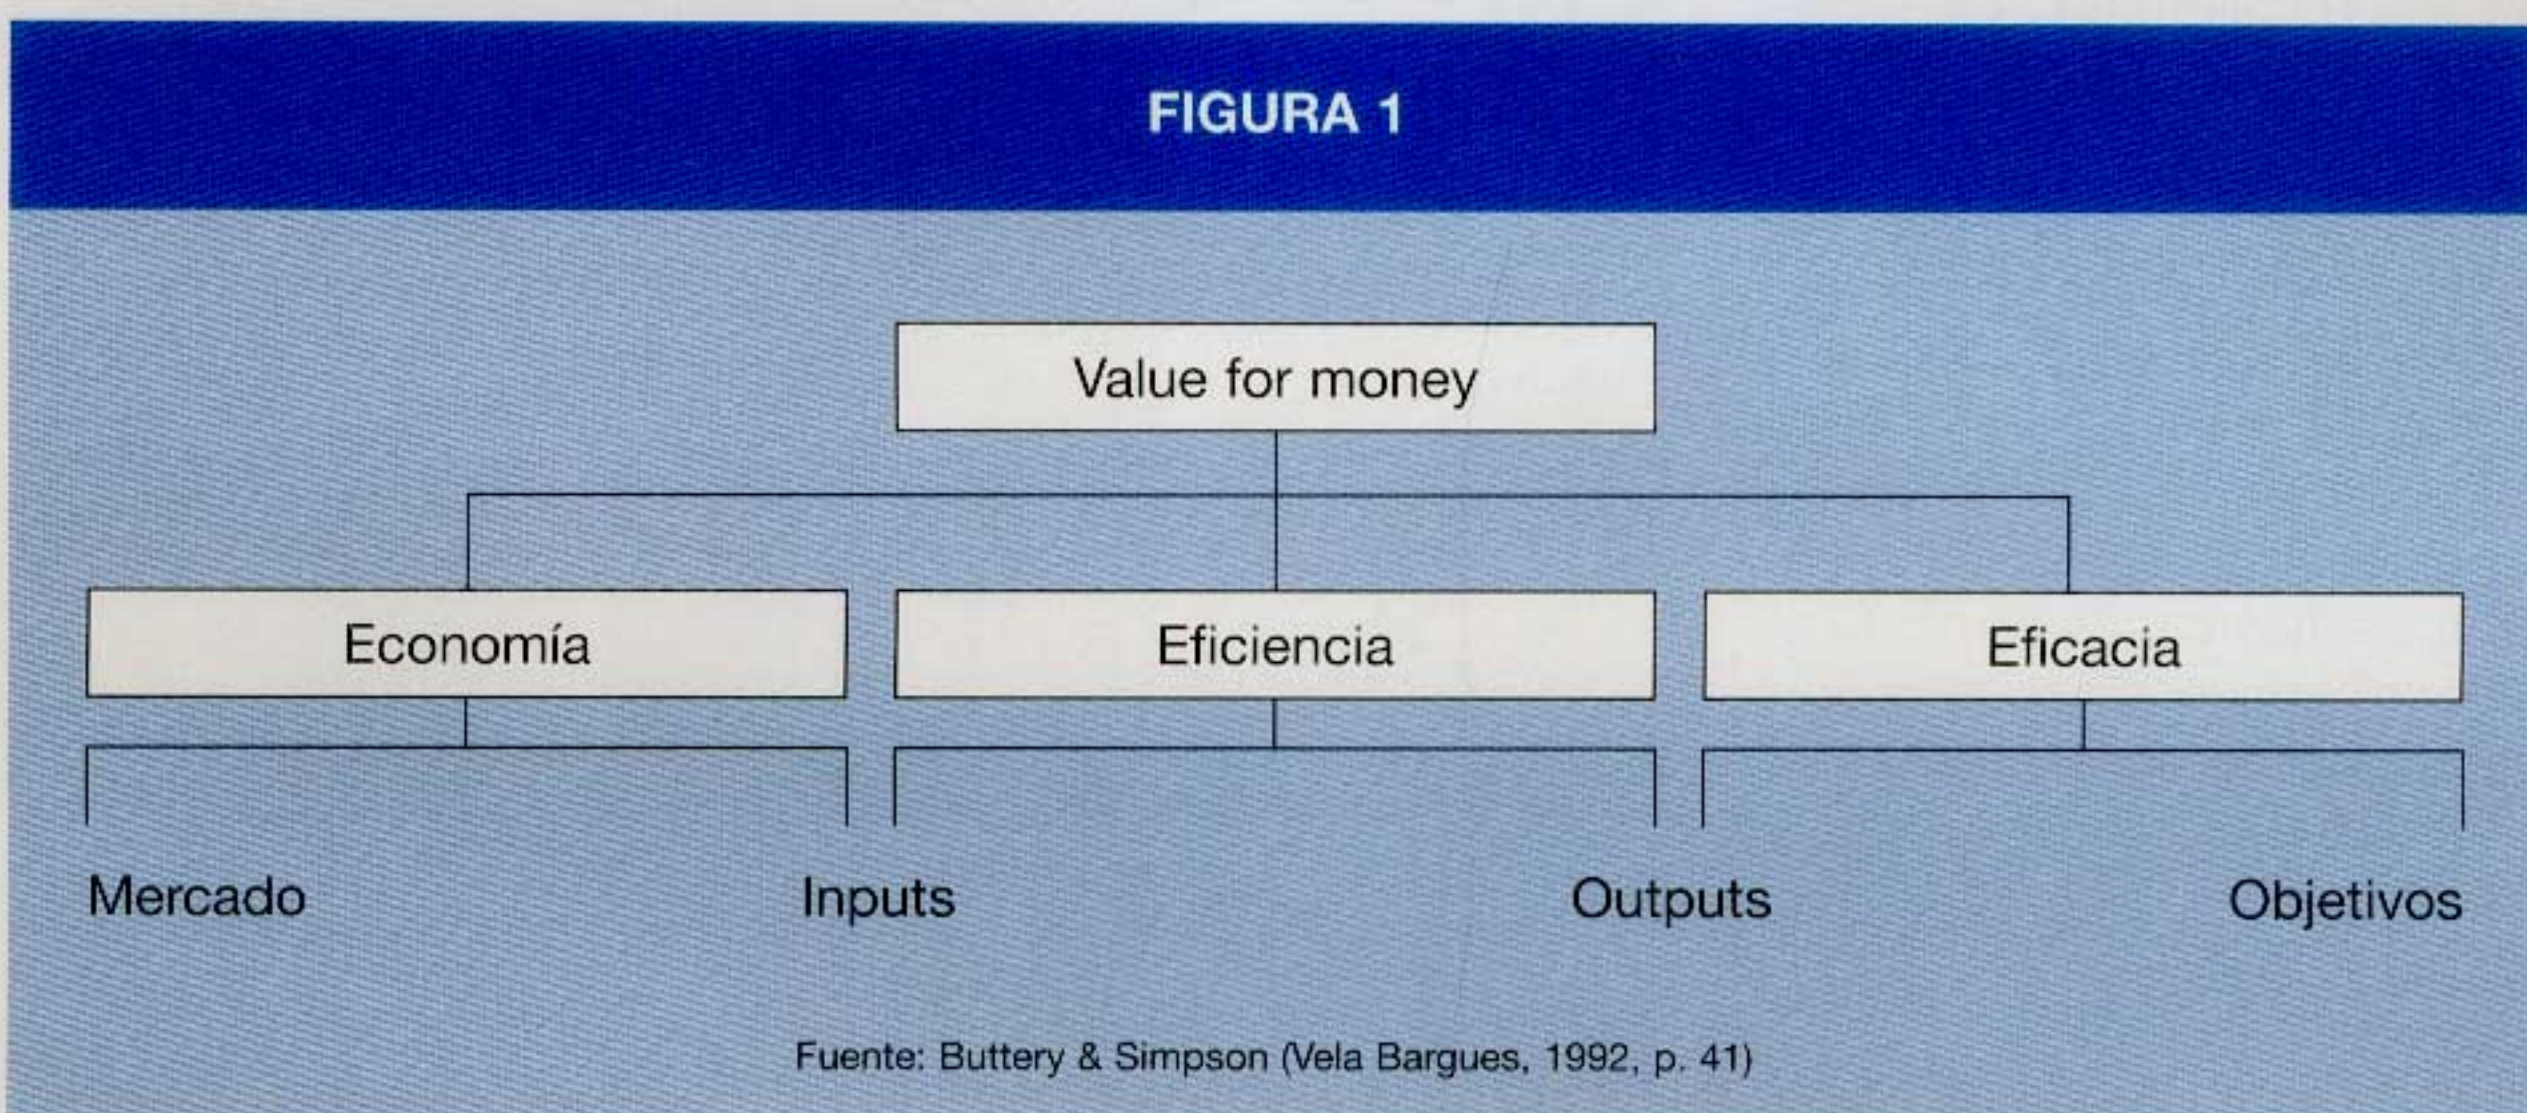 FIGURA 1
Value for money
Economía
Eficiencia
Eficacia
Mercado
Inputs
Outputs
Objetivos
Fuente: Buttery & Simpson (Vela Bargues, 1992, p. 41)